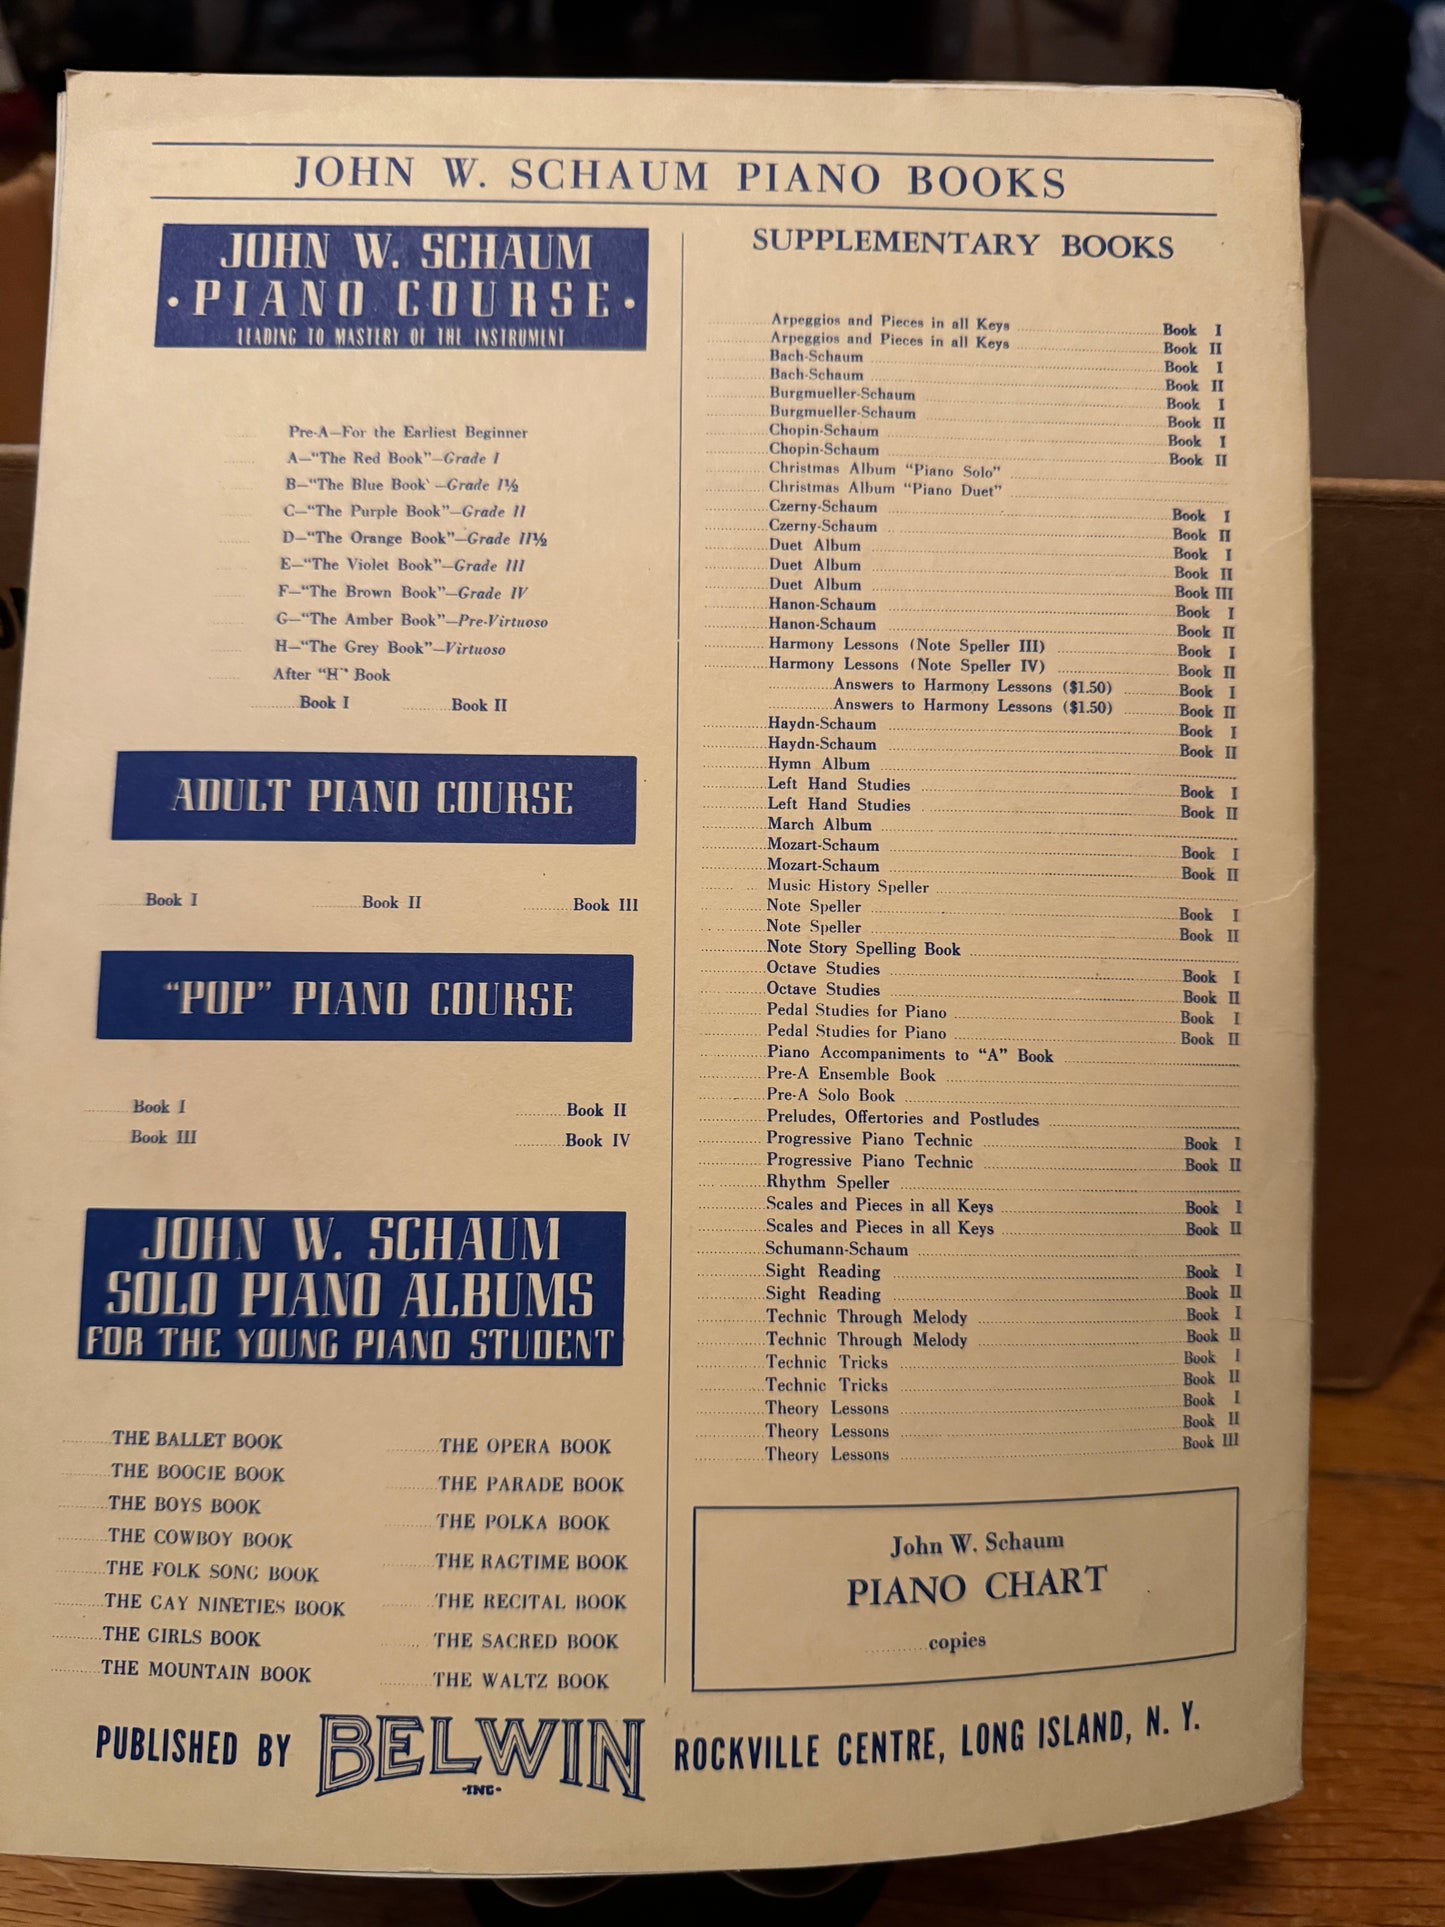 JOHN W. SCHAUM PIANO BOOKS
JOHN W. SCHAUM
·PIANO COURSE·
LEADING TO MASTERY OF THE INSTRUMENT
Pre-A—For the Earliest Beginner
A—“The Red Book”—Grade I
B—“The Blue Book‘—Grade I½
C—“The Purple Book”—Grade II
D—“The Orange Book”—Grade II½
E—“The Violet Book”—Grade III
F—“The Brown Book”—Grade IV
G—“The Amber Book”—Pre-Virtuoso
H—“The Grey Book”—Virtuoso
After “H” Book
Book I Book II
ADULT PIANO COURSE
Book I Book II Book III
“POP” PIANO COURSE
Book I Book II
Book III Book IV
JOHN W. SCHAUM
SOLO PIANO ALBUMS
FOR THE YOUNG PIANO STUDENT
THE BALLET BOOK
THE BOOGIE BOOK
THE BOYS BOOK
THE COWBOY BOOK
THE FOLK SONG BOOK
THE GAY NINETIES BOOK
THE GIRLS BOOK
THE MOUNTAIN BOOK
THE OPERA BOOK
THE PARADE BOOK
THE POLKA BOOK
THE RAGTIME BOOK
THE RECITAL BOOK
THE SACRED BOOK
THE WALTZ BOOK
SUPPLEMENTARY BOOKS
Arpeggios and Pieces in all Keys Book I
Arpeggios and Pieces in all Keys Book II
Bach-Schaum Book I
Bach-Schaum Book II
Burgmueller-Schaum Book I
Burgmueller-Schaum Book II
Chopin-Schaum Book I
Chopin-Schaum Book II
Christmas Album “Piano Solo”
Christmas Album “Piano Duet”
Czerny-Schaum Book I
Czerny-Schaum Book II
Duet Album Book I
Duet Album Book II
Duet Album Book III
Hanon-Schaum Book I
Hanon-Schaum Book II
Harmony Lessons (Note Speller III) Book I
Harmony Lessons (Note Speller IV) Book II
Answers to Harmony Lessons ($1.50) Book I
Answers to Harmony Lessons ($1.50) Book II
Haydn-Schaum Book I
Haydn-Schaum Book II
Hymn Album
Left Hand Studies Book I
Left Hand Studies Book II
March Album
Mozart-Schaum Book I
Mozart-Schaum Book II
Music History Speller
Note Speller Book I
Note Speller Book II
Note Story Spelling Book
Octave Studies Book I
Octave Studies Book II
Pedal Studies for Piano Book I
Pedal Studies for Piano Book II
Piano Accompaniments to “A” Book
Pre-A Ensemble Book
Pre-A Solo Book
Preludes, Offertories and Postludes
Progressive Piano Technic Book I
Progressive Piano Technic Book II
Rhythm Speller
Scales and Pieces in all Keys Book I
Scales and Pieces in all Keys Book II
Schumann-Schaum
Sight Reading Book I
Sight Reading Book II
Technic Through Melody Book I
Technic Through Melody Book II
Technic Tricks Book I
Technic Tricks Book II
Theory Lessons Book I
Theory Lessons Book II
Theory Lessons Book III
John W. Schaum
PIANO CHART
copies
PUBLISHED BY BELWIN INC. ROCKVILLE CENTRE, LONG ISLAND, N. Y.